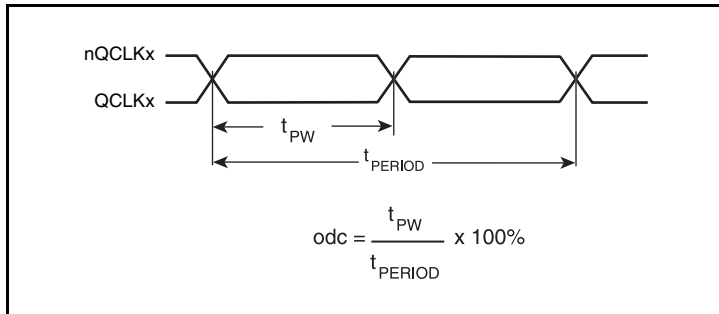 nQCLKx
QCLKx
tPW
tPERIOD
tPW
odc = x 100%
tPERIOD